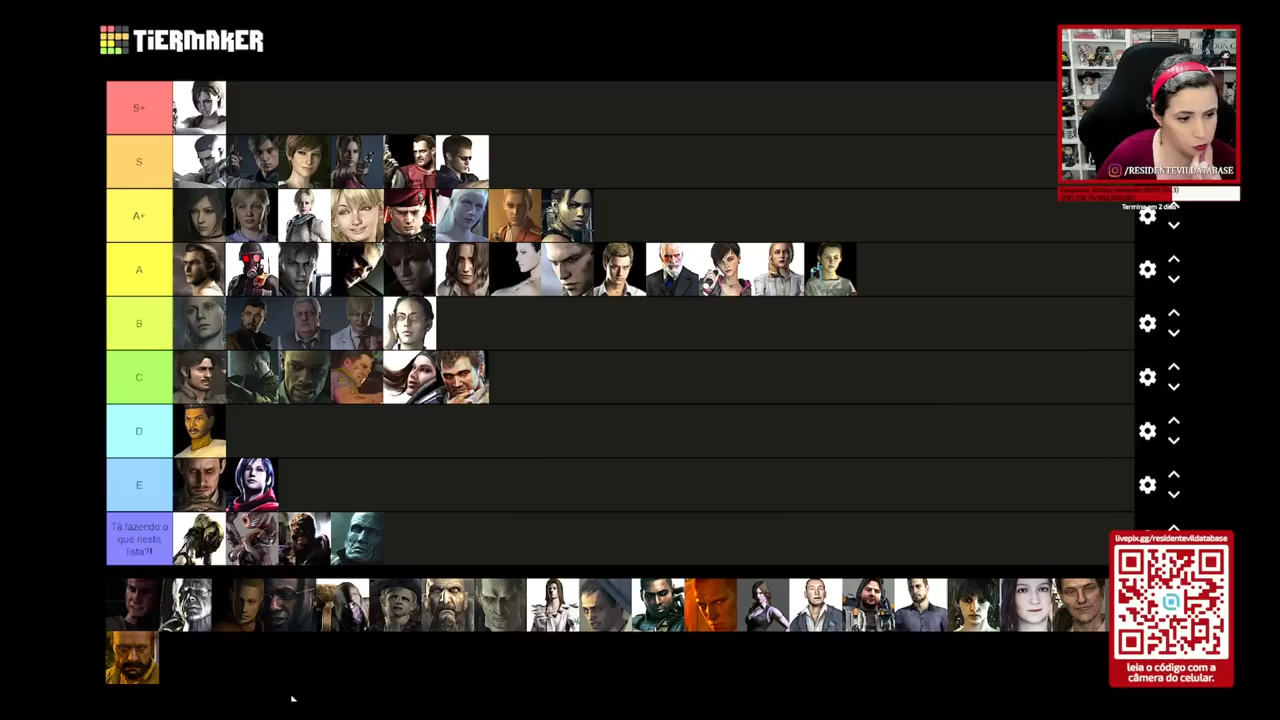 TiERMAKER
S+
S
A+
A
B
C
D
E
Tá fazendo o
que nesta
lista?!
/RESIDENTEVILDATABASE
Termina em 2 dias
livepix.gg/residentevildatabase
leia o código com a
câmera do celular.